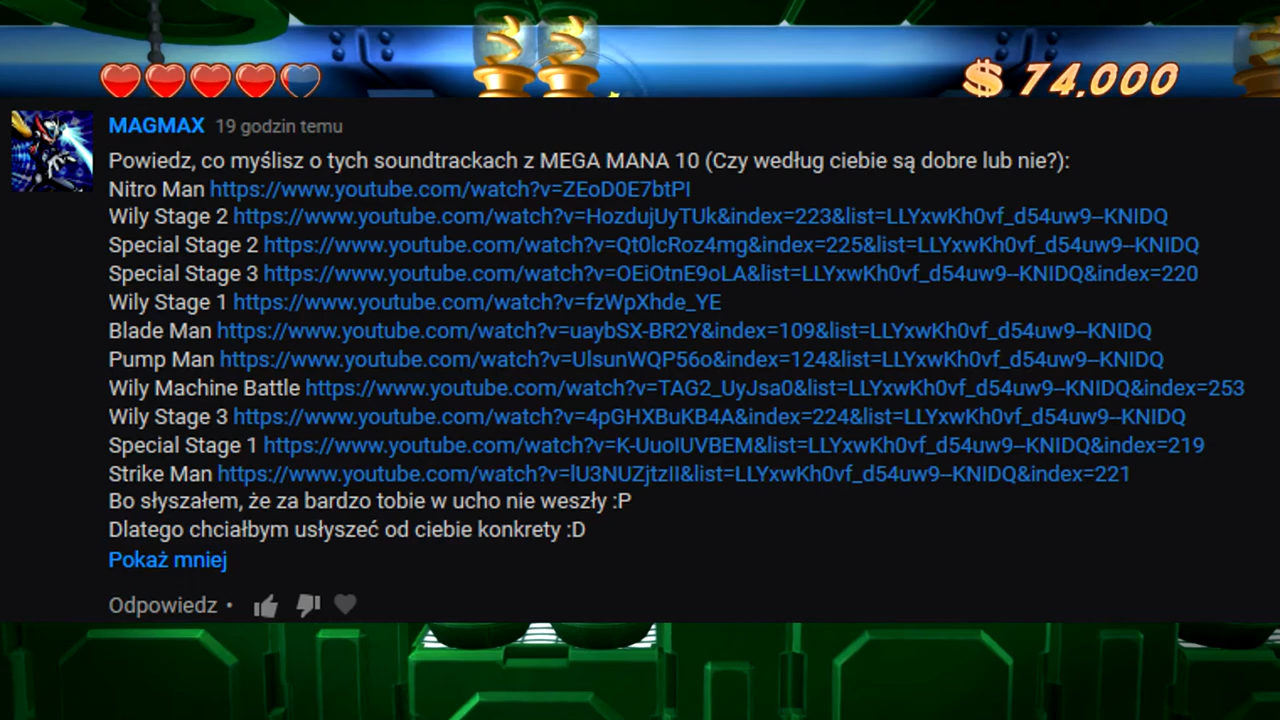 $ 74,000
MAGMAX 19 godzin temu
Powiedz, co myślisz o tych soundtrackach z MEGA MANA 10 (Czy według ciebie są dobre lub nie?):
Nitro Man https://www.youtube.com/watch?v=ZEoD0E7btPI
Wily Stage 2 https://www.youtube.com/watch?v=HozdujUyTUk&index=223&list=LLYxwKh0vf_d54uw9--KNIDQ
Special Stage 2 https://www.youtube.com/watch?v=Qt0lcRoz4mg&index=225&list=LLYxwKh0vf_d54uw9--KNIDQ
Special Stage 3 https://www.youtube.com/watch?v=OEiOtnE9oLA&list=LLYxwKh0vf_d54uw9--KNIDQ&index=220
Wily Stage 1 https://www.youtube.com/watch?v=fzWpXhde_YE
Blade Man https://www.youtube.com/watch?v=uaybSX-BR2Y&index=109&list=LLYxwKh0vf_d54uw9--KNIDQ
Pump Man https://www.youtube.com/watch?v=UlsunWQP56o&index=124&list=LLYxwKh0vf_d54uw9--KNIDQ
Wily Machine Battle https://www.youtube.com/watch?v=TAG2_UyJsa0&list=LLYxwKh0vf_d54uw9--KNIDQ&index=253
Wily Stage 3 https://www.youtube.com/watch?v=4pGHXBuKB4A&index=224&list=LLYxwKh0vf_d54uw9--KNIDQ
Special Stage 1 https://www.youtube.com/watch?v=K-UuoIUVBEM&list=LLYxwKh0vf_d54uw9--KNIDQ&index=219
Strike Man https://www.youtube.com/watch?v=lU3NUZjtzII&list=LLYxwKh0vf_d54uw9--KNIDQ&index=221
Bo słyszałem, że za bardzo tobie w ucho nie weszły :P
Dlatego chciałbym usłyszeć od ciebie konkrety :D
Pokaż mniej
Odpowiedz •